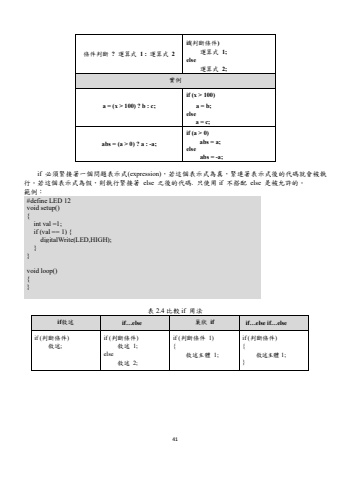 條件判斷 ? 運算式 1 : 運算式 2
if(判斷條件)
運算式 1;
else
運算式 2;
實例
a = (x > 100) ? b : c;
if (x > 100)
a = b;
else
a = c;
abs = (a > 0) ? a : -a;
if (a > 0)
abs = a;
else
abs = -a;
if 必須緊接著一個問題表示式(expression)，若這個表示式為真，緊連著表示式後的代碼就會被執
行。若這個表示式為假，則執行緊接著 else 之後的代碼. 只使用 if 不搭配 else 是被允許的。
範例：
#define LED 12
void setup()
{
int val =1;
if (val == 1) {
digitalWrite(LED,HIGH);
}
}
void loop()
{
}
表 2.4 比較 if 用法
if敘述
if…else
巢狀 if
if…else if…else
if (判斷條件)
敘述;
if (判斷條件)
敘述 1;
else
敘述 2;
if (判斷條件 1)
{
敘述主體 1;
if (判斷條件)
{
敘述主體 1;
}
41